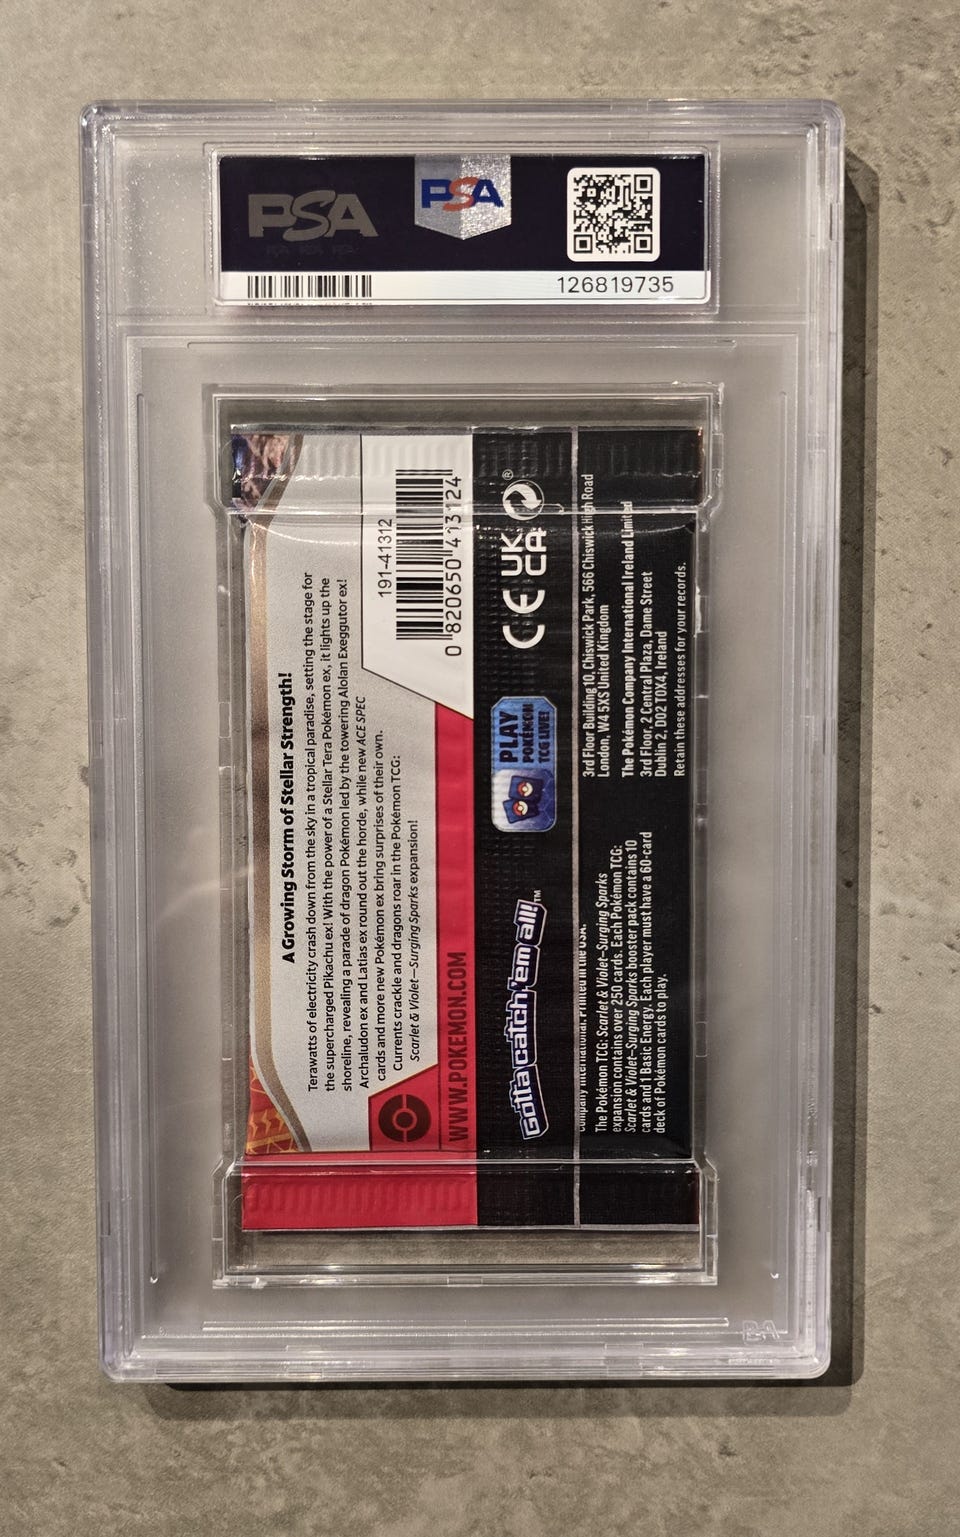 PSA
PSA
126819735
A Growing Storm of Stellar Strength!
Terawatts of electricity crash down from the sky in a tropical paradise, setting the stage for
the supercharged Pikachu ex! With the power of a Stellar Tera Pokémon ex, it lights up the
shoreline, revealing a parade of dragon Pokémon led by the towering Alolan Exeggutor ex!
Archaludon ex and Latias ex round out the horde, while new ACE SPEC
cards and more new Pokémon ex bring surprises of their own.
Currents crackle and dragons roar in the Pokémon TCG:
Scarlet & Violet—Surging Sparks expansion!
191-41312
0 820650 413124
WWW.POKEMON.COM
Gotta catch 'em all!™
PLAY
POKÉMON
TCG LIVE!
CE UK
CA
®
Company International. Printed in the USA.
The Pokémon TCG: Scarlet & Violet—Surging Sparks
expansion contains over 250 cards. Each Pokémon TCG:
Scarlet & Violet—Surging Sparks booster pack contains 10
cards and 1 Basic Energy. Each player must have a 60-card
deck of Pokémon cards to play.
3rd Floor Building 10, Chiswick Park, 566 Chiswick High Road
London, W4 5XS United Kingdom
The Pokémon Company International Ireland Limited
3rd Floor, 2 Central Plaza, Dame Street
Dublin 2, D02 T0X4, Ireland
Retain these addresses for your records.